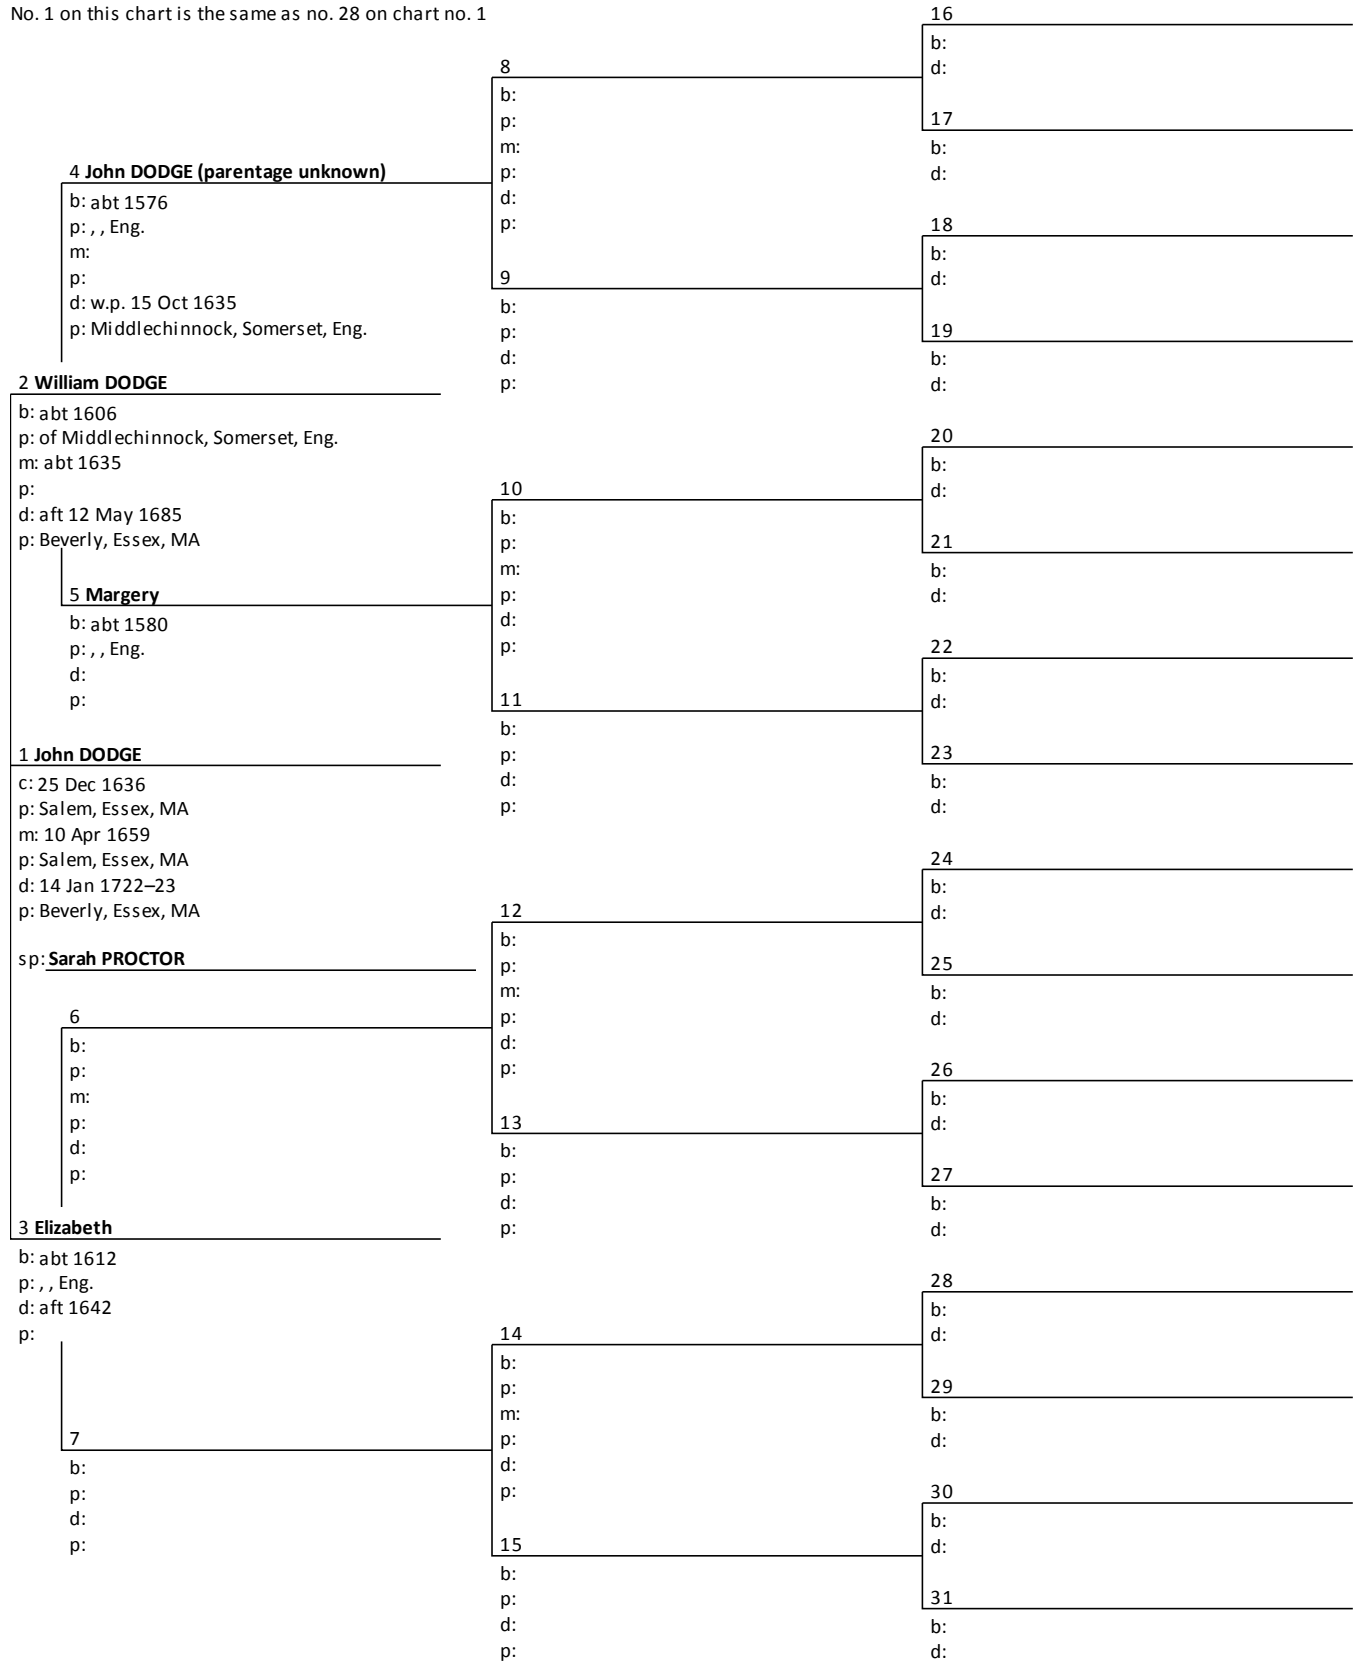 No. 1 on this chart is the same as no. 28 on chart no. 1
4 John DODGE (parentage unknown)
b: abt 1576
p: , , Eng.
m:
p:
d: w.p. 15 Oct 1635
p: Middlechinnock, Somerset, Eng.
2 William DODGE
b: abt 1606
p: of Middlechinnock, Somerset, Eng.
m: abt 1635
p:
d: aft 12 May 1685
p: Beverly, Essex, MA
5 Margery
b: abt 1580
p: , , Eng.
d:
p:
1 John DODGE
c: 25 Dec 1636
p: Salem, Essex, MA
m: 10 Apr 1659
p: Salem, Essex, MA
d: 14 Jan 1722–23
p: Beverly, Essex, MA
sp: Sarah PROCTOR
6
b:
p:
m:
p:
d:
p:
3 Elizabeth
b: abt 1612
p: , , Eng.
d: aft 1642
p:
7
b:
p:
d:
p:
8
b:
p:
m:
p:
d:
p:
9
b:
p:
d:
p:
10
b:
p:
m:
p:
d:
p:
11
b:
p:
d:
p:
12
b:
p:
m:
p:
d:
p:
13
b:
p:
d:
p:
14
b:
p:
m:
p:
d:
p:
15
b:
p:
d:
p:
16
b:
d:
17
b:
d:
18
b:
d:
19
b:
d:
20
b:
d:
21
b:
d:
22
b:
d:
23
b:
d:
24
b:
d:
25
b:
d:
26
b:
d:
27
b:
d:
28
b:
d:
29
b:
d:
30
b:
d:
31
b:
d: